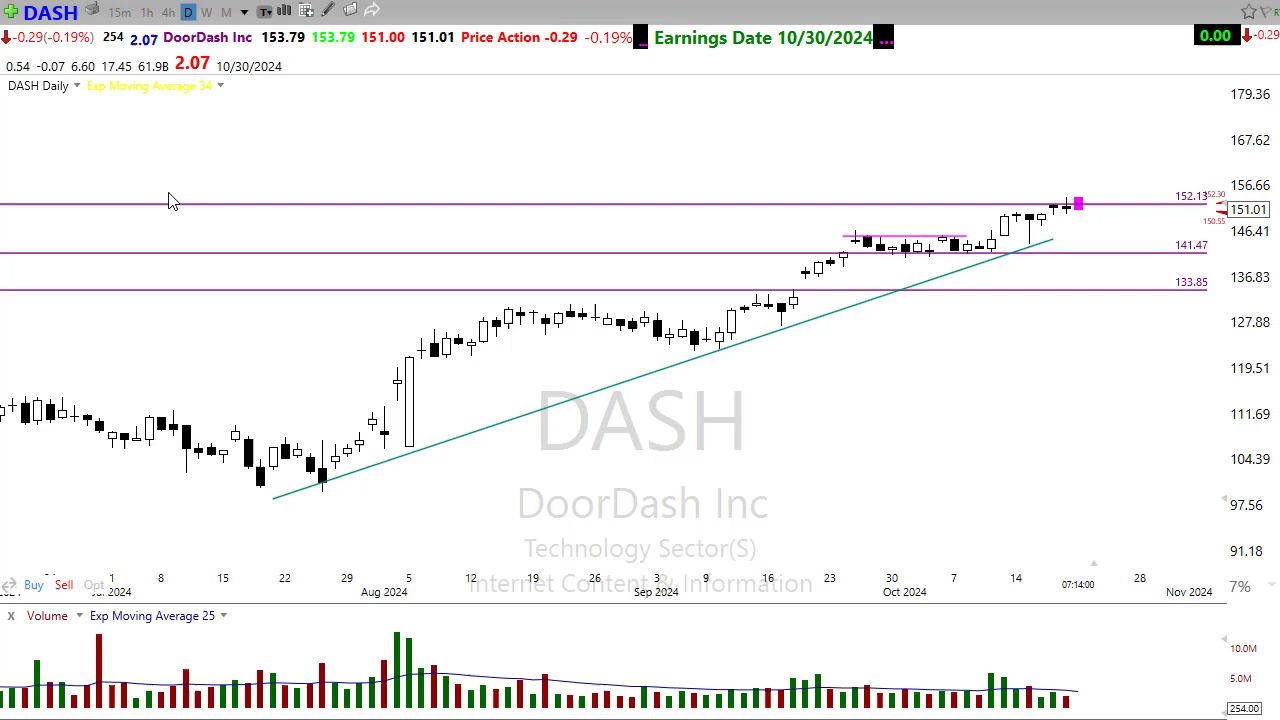 DASH 15m 1h 4h D W M
-0.29(-0.19%) 254 2.07 DoorDash Inc 153.79 153.79 151.00 151.01 Price Action -0.29 -0.19% ... Earnings Date 10/30/2024 ... 0.00 -0.29
0.54 -0.07 6.60 17.45 61.9B 2.07 10/30/2024
DASH Daily Exp Moving Average 34
179.36
167.62
156.66
152.13
152.30
151.01
150.55
146.41
141.47
136.83
133.85
127.88
119.51
111.69
104.39
97.56
91.18
DASH
DoorDash Inc
Technology Sector(S)
Internet Content & Information
Buy Sell Opt
1 8 15 22 29 5 12 19 26 3 9 16 23 30 7 14 07:14:00 28 7%
2024 Aug 2024 Sep 2024 Oct 2024 Nov 2024
X Volume Exp Moving Average 25
10.0M
5.0M
254.00